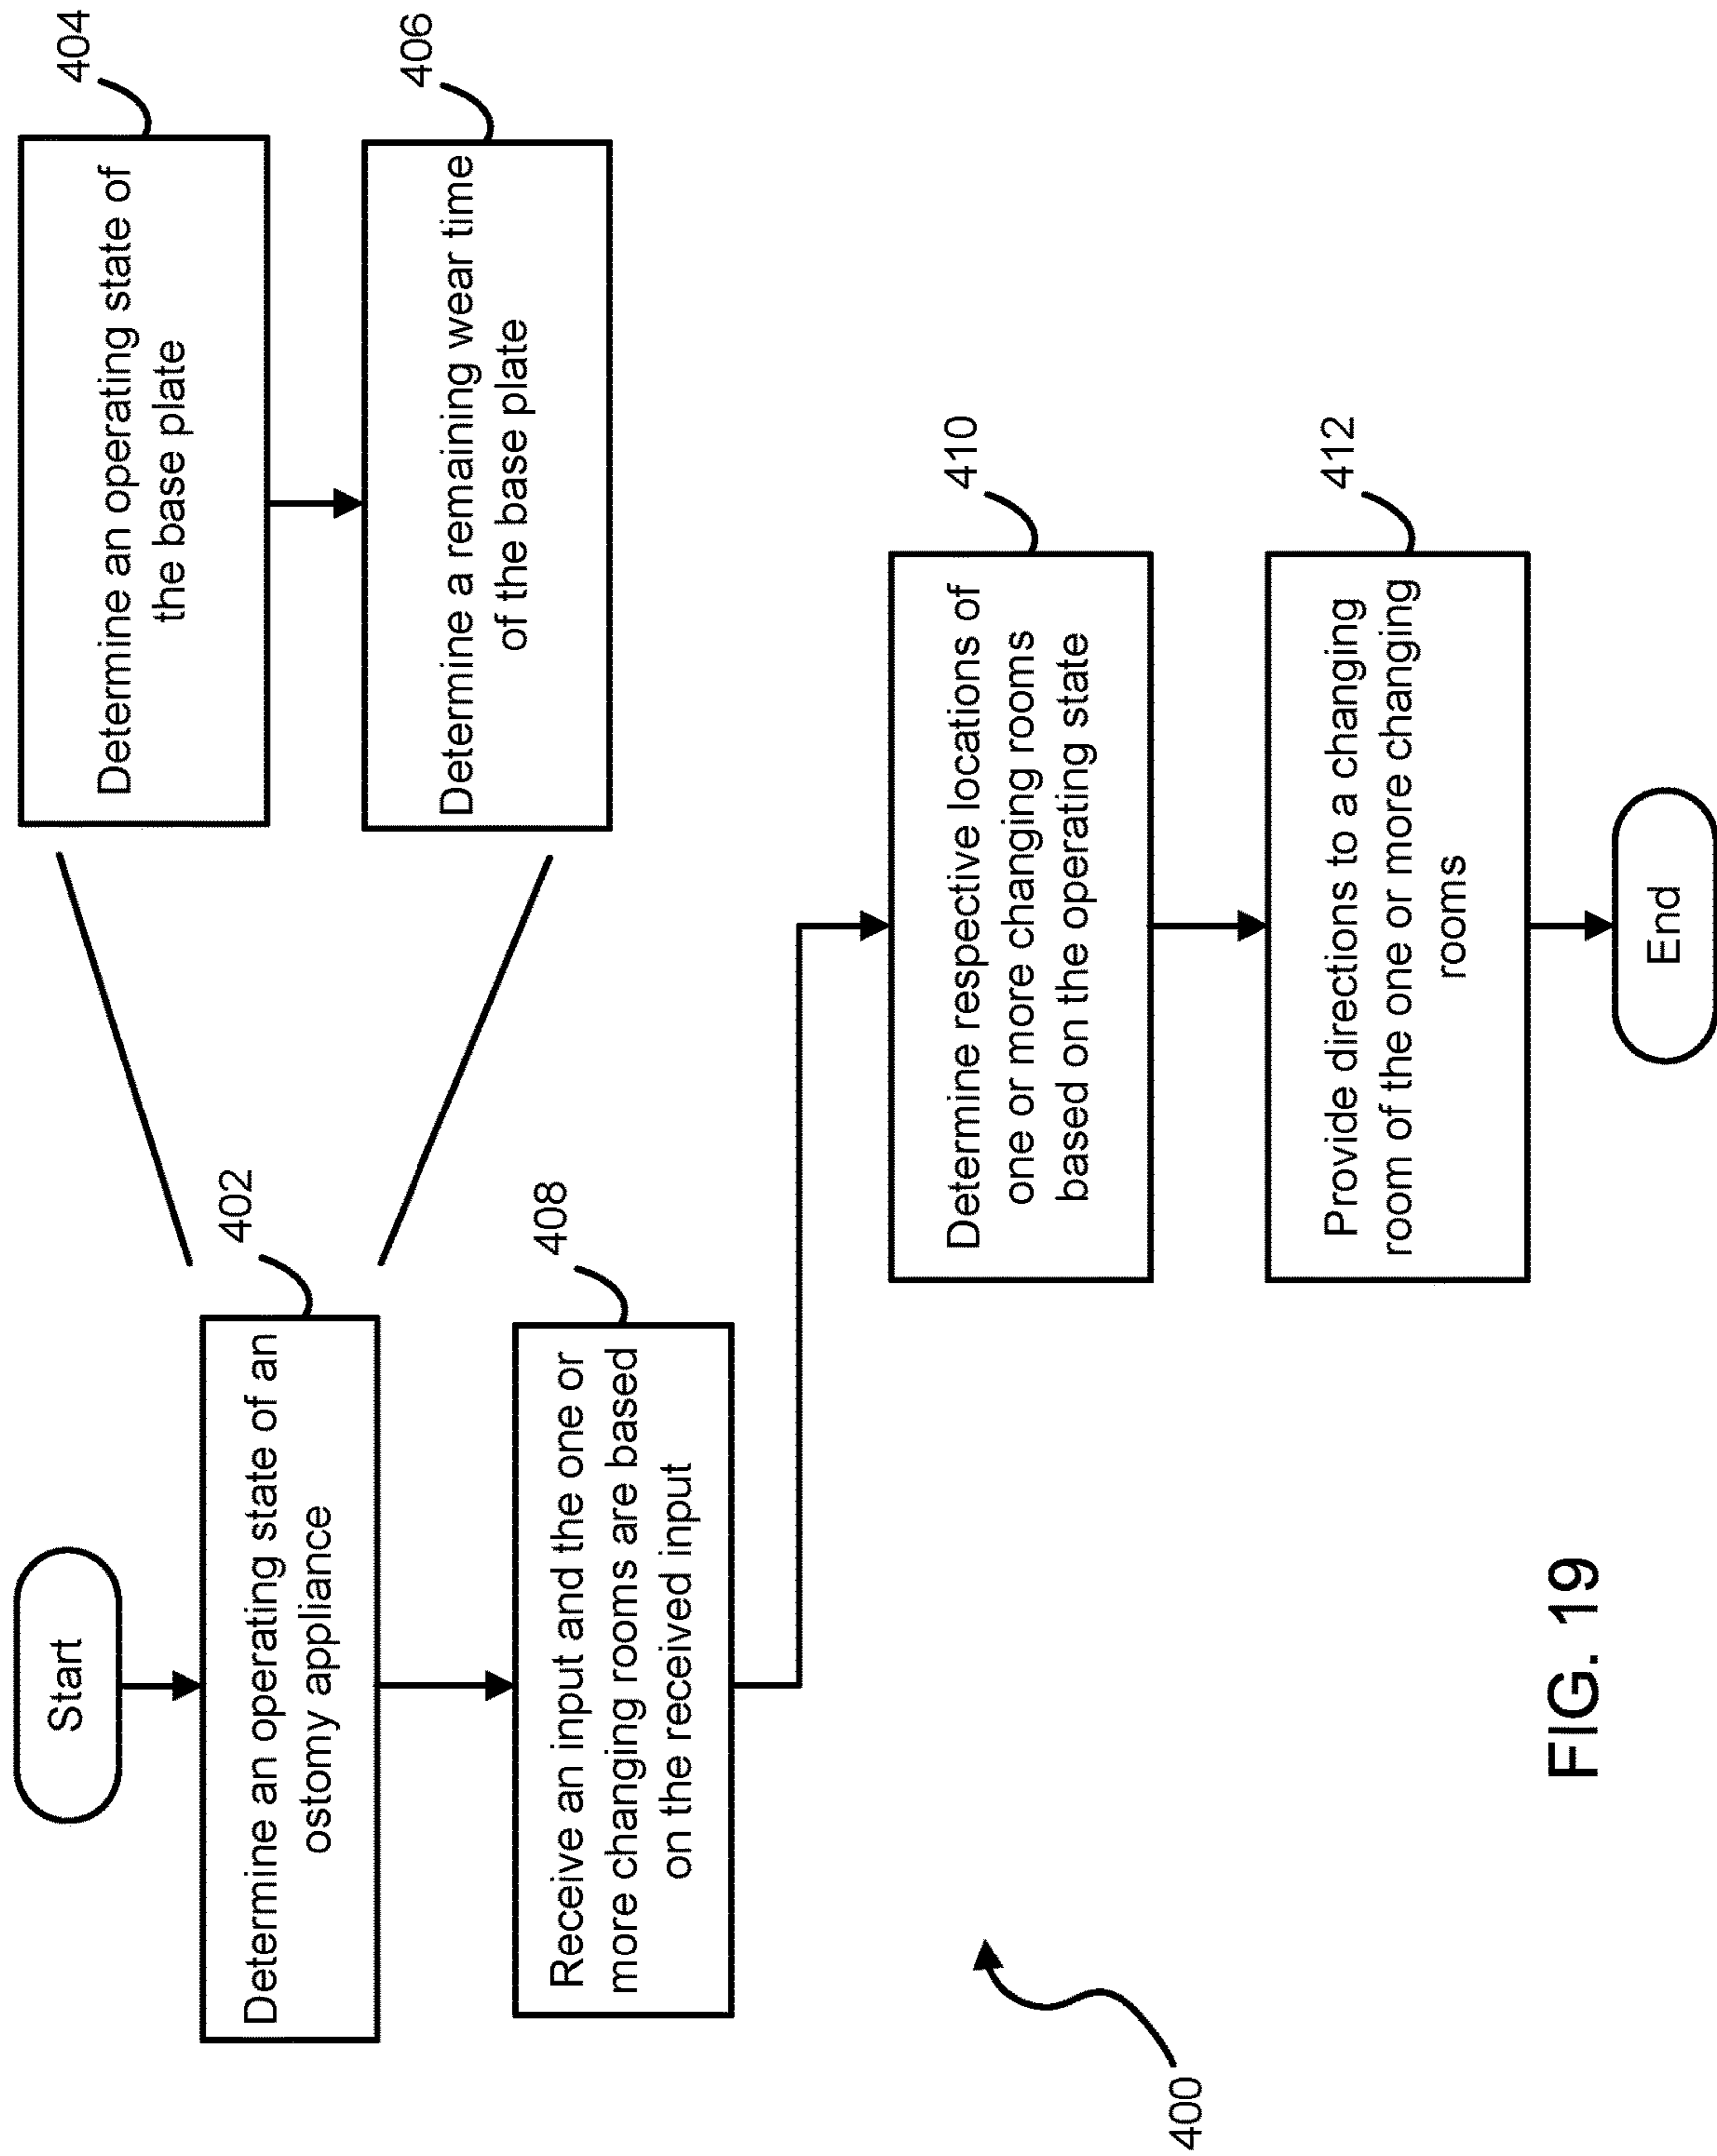 Start
402
Determine an operating state of an
ostomy appliance
404
Determine an operating state of
the base plate
406
Determine a remaining wear time
of the base plate
408
Receive an input and the one or
more changing rooms are based
on the received input
410
Determine respective locations of
one or more changing rooms
based on the operating state
412
Provide directions to a changing
room of the one or more changing
rooms
End
400
FIG. 19